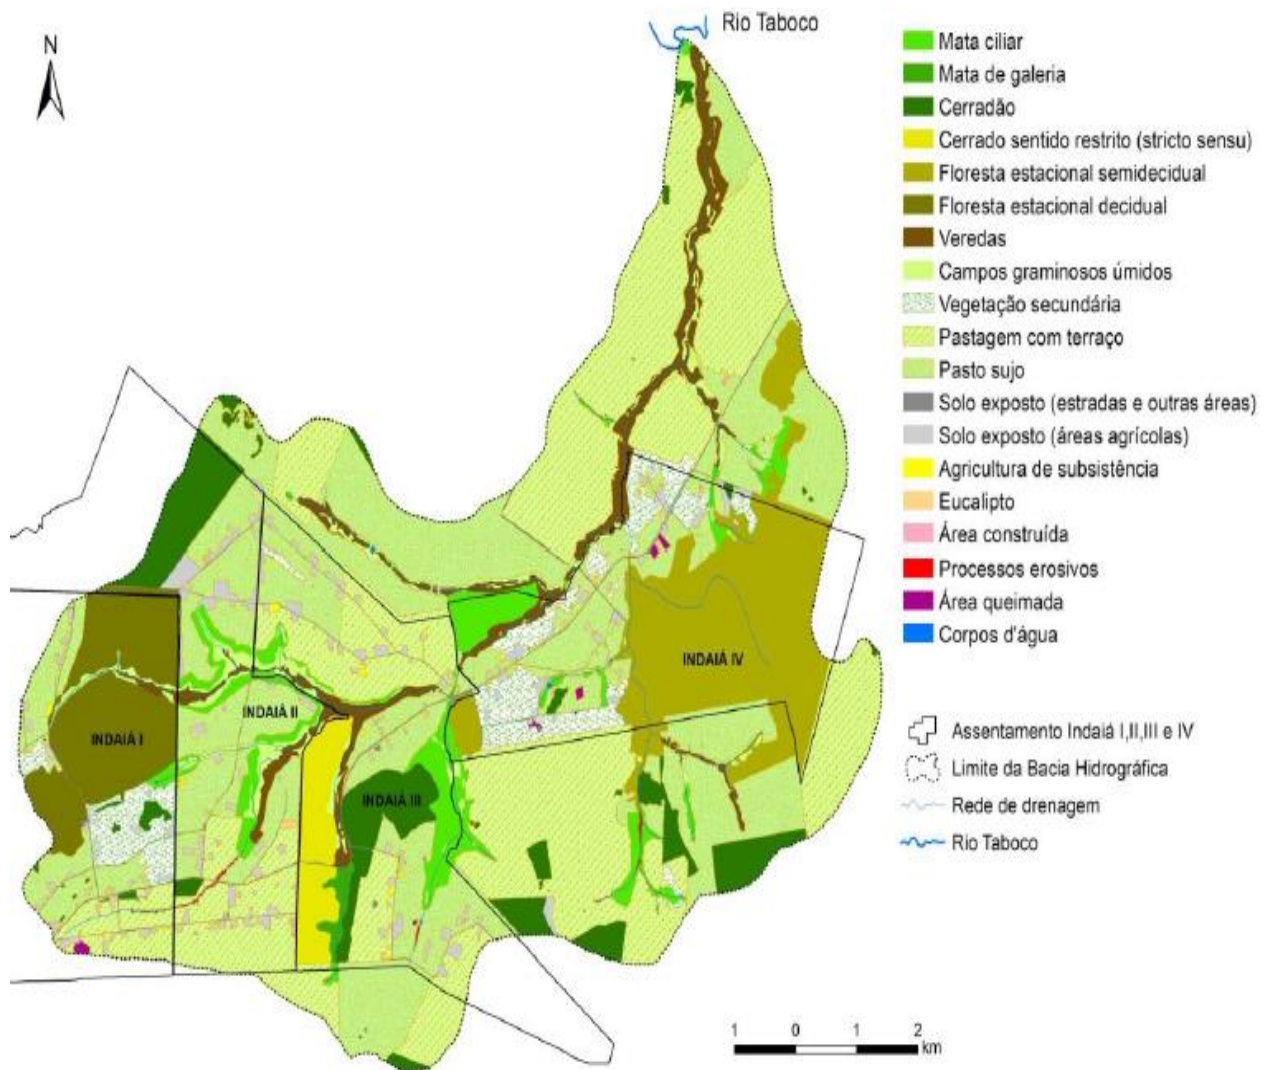 Rio Taboco
N
Mata ciliar
Mata de galeria
Cerradão
Cerrado sentido restrito (stricto sensu)
Floresta estacional semidecidual
Floresta estacional decidual
Veredas
Campos graminosos úmidos
Vegetação secundária
Pastagem com terraço
Pasto sujo
Solo exposto (estradas e outras áreas)
Solo exposto (áreas agrícolas)
Agricultura de subsistência
Eucalipto
Área construída
Processos erosivos
Área queimada
Corpos d'água
INDAIÁ IV
INDAIÁ II
INDAIÁ I
INDAIÁ III
Assentamento Indaiá I,II,III e IV
Limite da Bacia Hidrográfica
Rede de drenagem
Rio Taboco
1 0 1 2
km